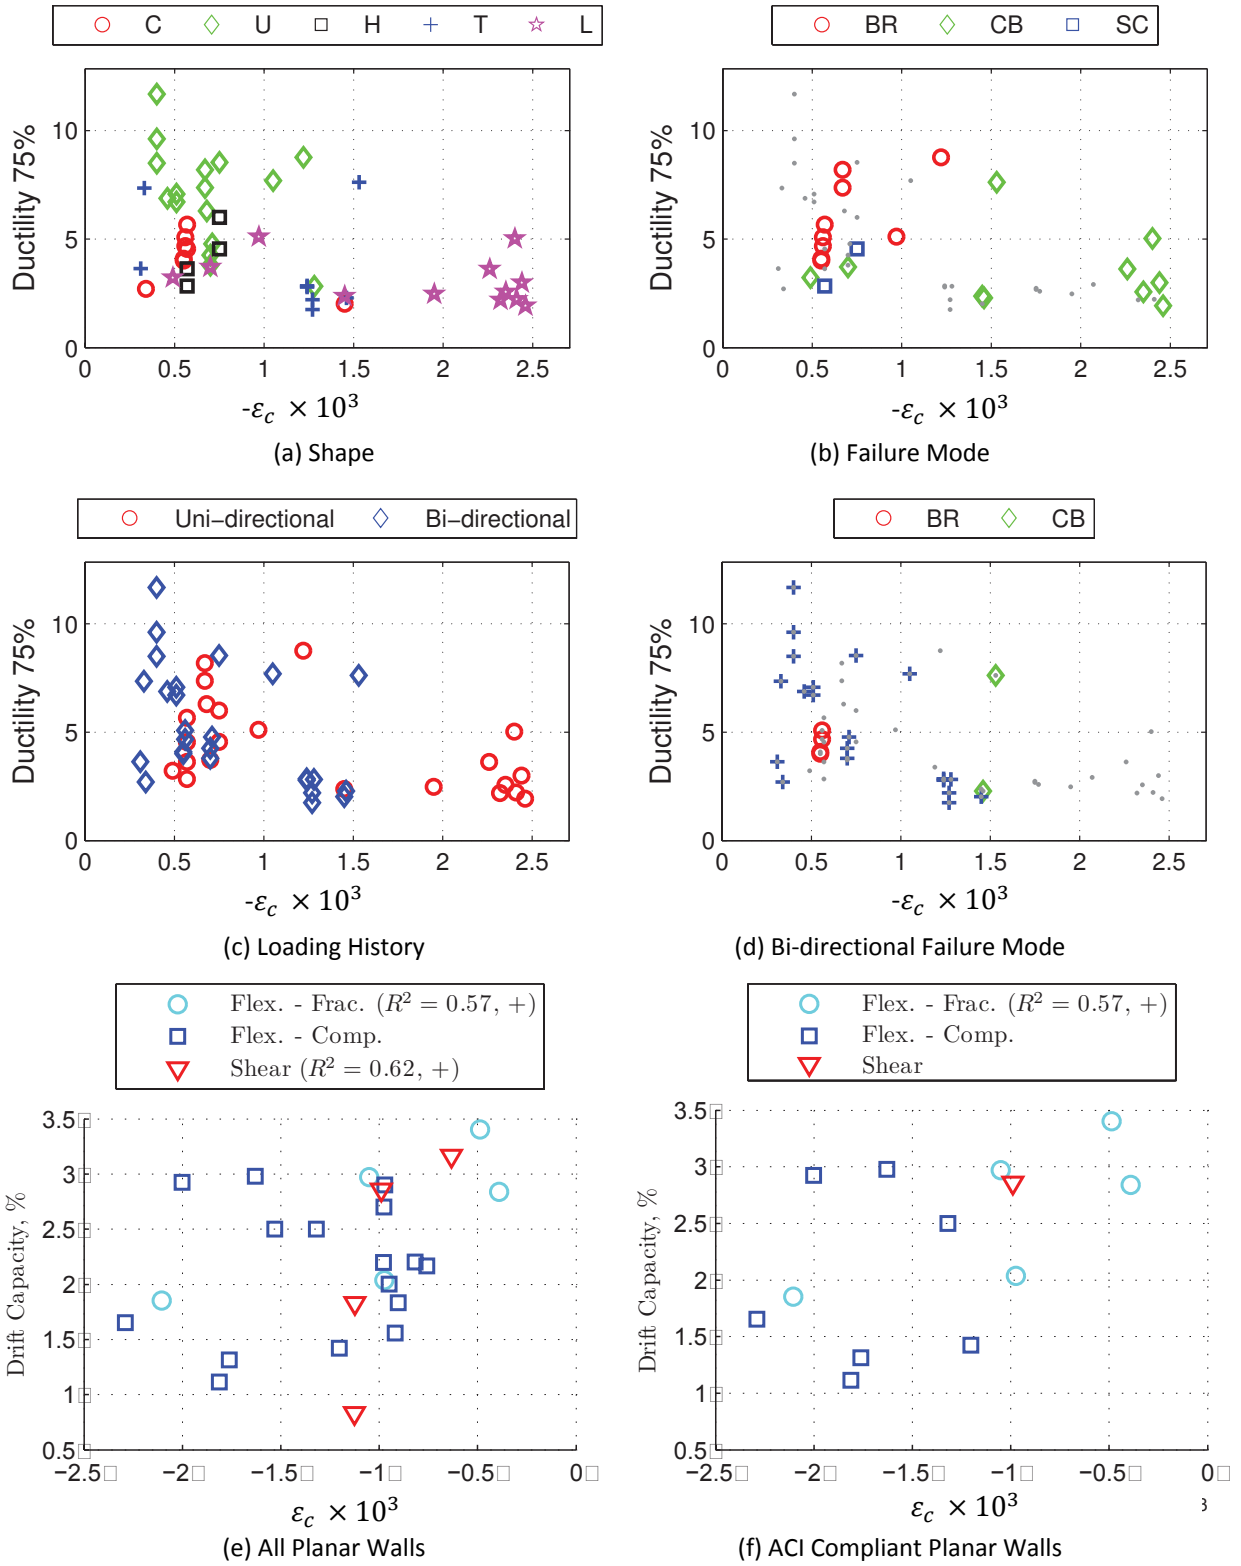 C U H T L
BR CB SC
Ductility 75%
10
5
0
0 0.5 1 1.5 2 2.5
-εc × 10³
(a) Shape
Ductility 75%
10
5
0
0 0.5 1 1.5 2 2.5
-εc × 10³
(b) Failure Mode
Uni−directional Bi−directional
BR CB
Ductility 75%
10
5
0
0 0.5 1 1.5 2 2.5
-εc × 10³
(c) Loading History
Ductility 75%
10
5
0
0 0.5 1 1.5 2 2.5
-εc × 10³
(d) Bi-directional Failure Mode
Flex. - Frac. (R² = 0.57, +)
Flex. - Comp.
Shear (R² = 0.62, +)
Flex. - Frac. (R² = 0.57, +)
Flex. - Comp.
Shear
Drift Capacity, %
3.5
3
2.5
2
1.5
1
0.5
−2.5 −2 −1.5 −1 −0.5 0
εc × 10³
(e) All Planar Walls
Drift Capacity, %
3.5
3
2.5
2
1.5
1
0.5
−2.5 −2 −1.5 −1 −0.5 0
εc × 10³
3
(f) ACI Compliant Planar Walls